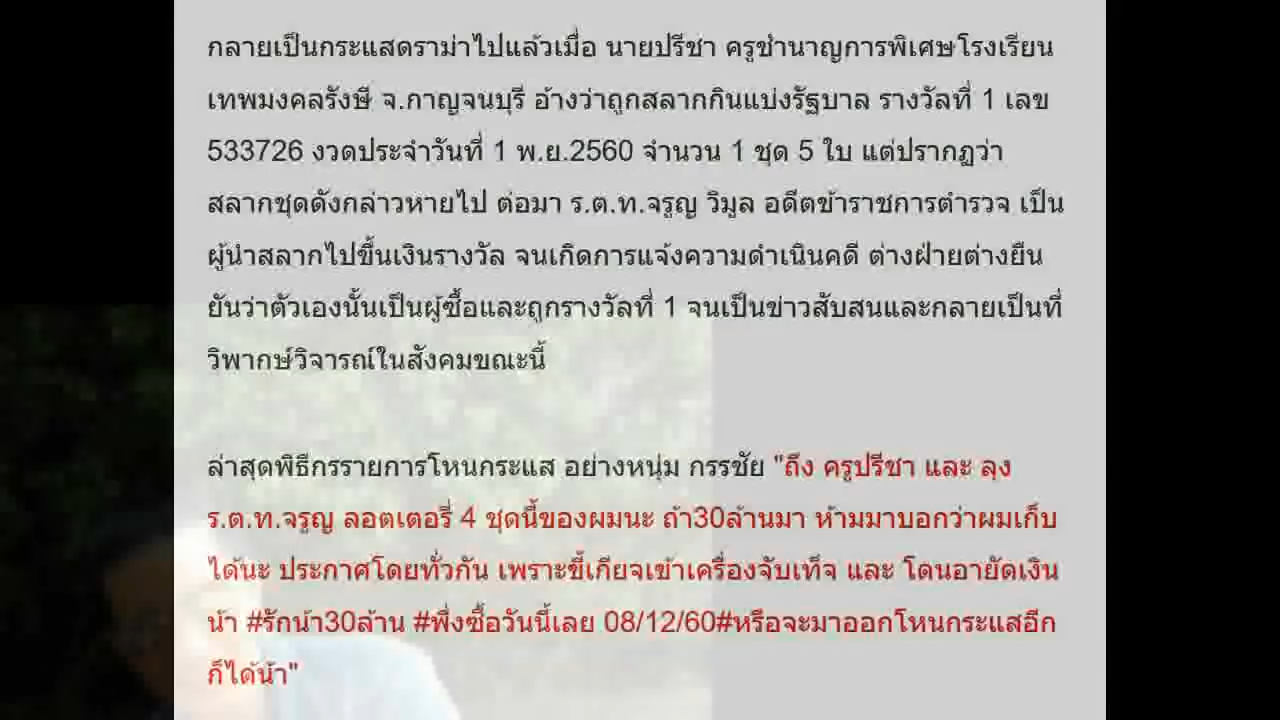 กลายเป็นกระแสดราม่าไปแล้วเมื่อ นายปรีชา ครูชำนาญการพิเศษโรงเรียน
เทพมงคลรังษี จ.กาญจนบุรี อ้างว่าถูกสลากกินแบ่งรัฐบาล รางวัลที่ 1 เลข
533726 งวดประจำวันที่ 1 พ.ย.2560 จำนวน 1 ชุด 5 ใบ แต่ปรากฏว่า
สลากชุดดังกล่าวหายไป ต่อมา ร.ต.ท.จรูญ วิมูล อดีตข้าราชการตำรวจ เป็น
ผู้นำสลากไปขึ้นเงินรางวัล จนเกิดการแจ้งความดำเนินคดี ต่างฝ่ายต่างยืน
ยันว่าตัวเองนั้นเป็นผู้ซื้อและถูกรางวัลที่ 1 จนเป็นข่าวสับสนและกลายเป็นที่
วิพากษ์วิจารณ์ในสังคมขณะนี้
ล่าสุดพิธีกรรายการโหนกระแส อย่างหนุ่ม กรรชัย "ถึง ครูปรีชา และ ลุง
ร.ต.ท.จรูญ ลอตเตอรี่ 4 ชุดนี้ของผมนะ ถ้า30ล้านมา ห้ามมาบอกว่าผมเก็บ
ได้นะ ประกาศโดยทั่วกัน เพราะขี้เกียจเข้าเครื่องจับเท็จ และ โดนอายัดเงิน
น้า #รักน้า30ล้าน #พึ่งซื้อวันนี้เลย 08/12/60#หรือจะมาออกโหนกระแสอีก
ก็ได้น้า"